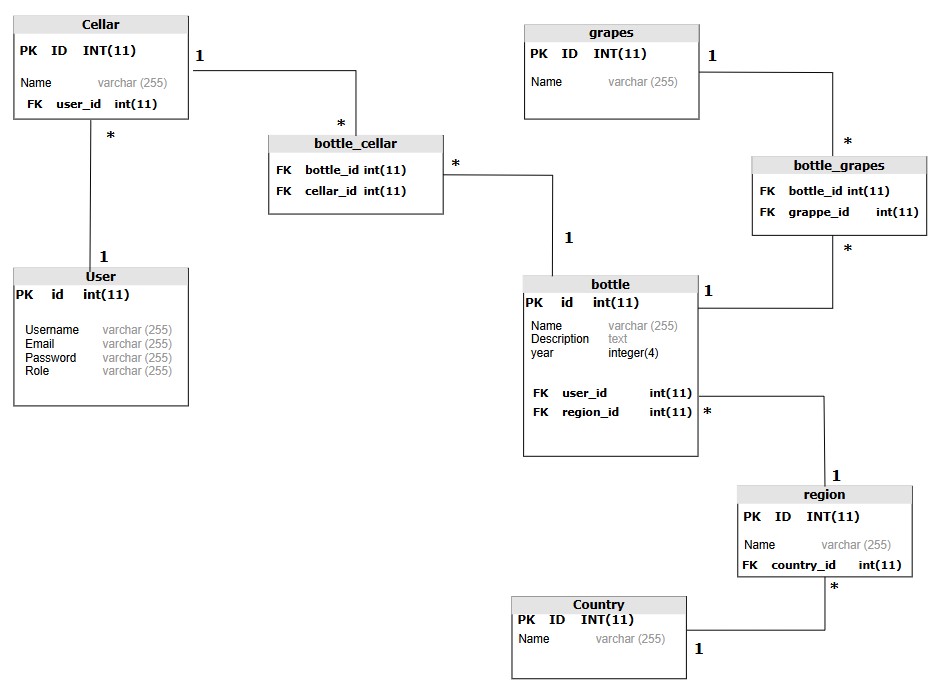 Cellar
PK ID INT(11)
Name varchar (255)
FK user_id int(11)
1
*
*
1
bottle_cellar
FK bottle_id int(11)
FK cellar_id int(11)
*
1
User
PK id int(11)
Username varchar (255)
Email varchar (255)
Password varchar (255)
Role varchar (255)
grapes
PK ID INT(11)
Name varchar (255)
1
*
bottle_grapes
FK bottle_id int(11)
FK grappe_id int(11)
*
1
bottle
PK id int(11)
Name varchar (255)
Description text
year integer(4)
FK user_id int(11)
FK region_id int(11)
*
1
region
PK ID INT(11)
Name varchar (255)
FK country_id int(11)
*
1
Country
PK ID INT(11)
Name varchar (255)